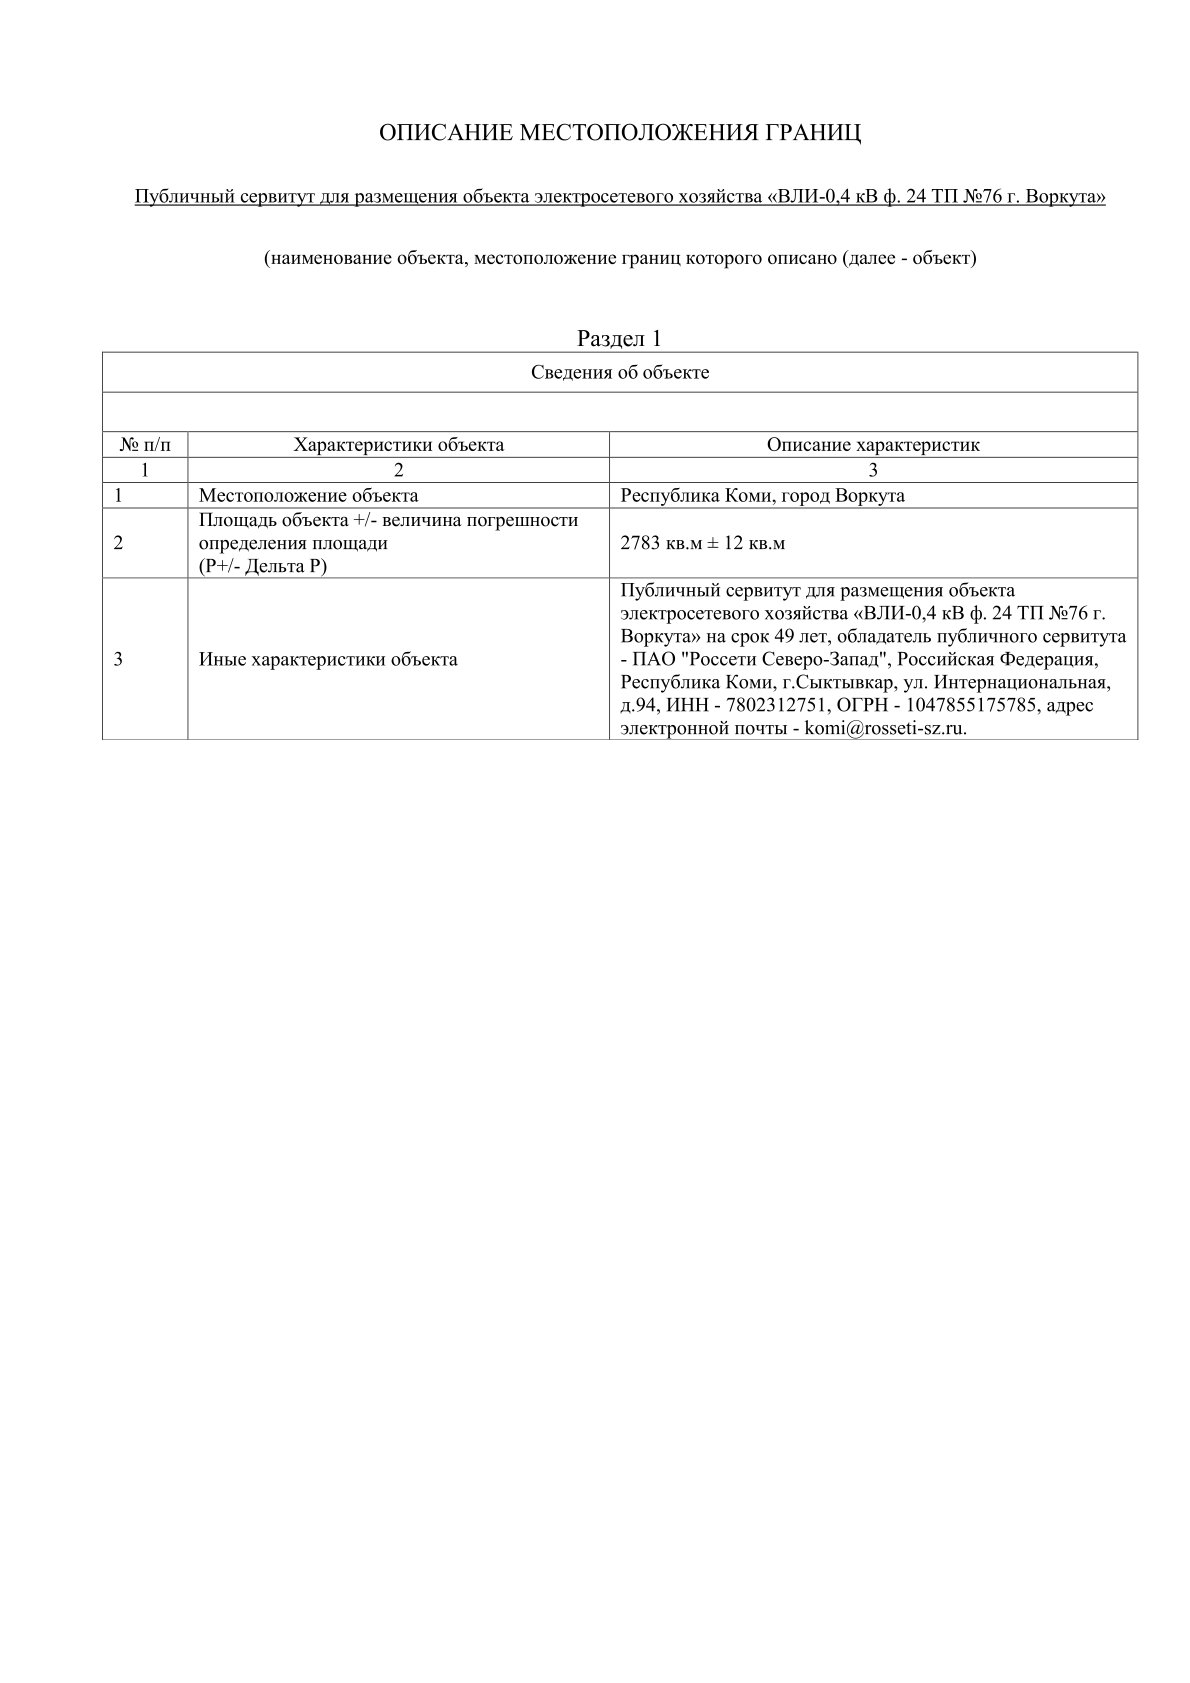 ОПИСАНИЕ МЕСТОПОЛОЖЕНИЯ ГРАНИЦ
Публичный сервитут для размещения объекта электросетевого хозяйства «ВЛИ-0,4 кВ ф. 24 ТП №76 г. Воркута»
(наименование объекта, местоположение границ которого описано (далее - объект)
Раздел 1
Сведения об объекте
№ п/п Характеристики объекта Описание характеристик
1 2 3
1 Местоположение объекта Республика Коми, город Воркута
2 Площадь объекта +/- величина погрешности
определения площади
(P+/- Дельта P)
2783 кв.м ± 12 кв.м
3 Иные характеристики объекта
Публичный сервитут для размещения объекта
электросетевого хозяйства «ВЛИ-0,4 кВ ф. 24 ТП №76 г.
Воркута» на срок 49 лет, обладатель публичного сервитута
- ПАО "Россети Северо-Запад", Российская Федерация,
Республика Коми, г.Сыктывкар, ул. Интернациональная,
д.94, ИНН - 7802312751, ОГРН - 1047855175785, адрес
электронной почты - komi@rosseti-sz.ru.